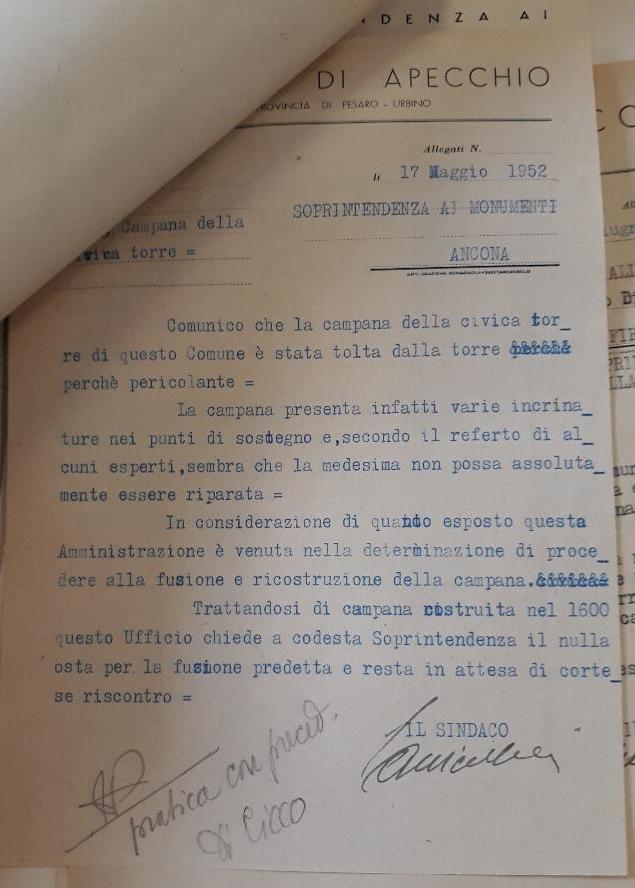 DENZA AI
DI APECCHIO
PROVINCIA DI PESARO - URBINO
Allegati N.
li 17 Maggio 1952
SOPRINTENDENZA AI MONUMENTI
Campana della
civica torre =
ANCONA
Comunico che la campana della civica tor_
re di questo Comune è stata tolta dalla torre perchè
perchè pericolante =
La campana presenta infatti varie incrina_
ture nei punti di sostegno e,secondo il referto di al_
cuni esperti,sembra che la medesima non possa assoluta_
mente essere riparata =
In considerazione di quanto esposto questa
Amministrazione è venuta nella determinazione di proce_
dere alla fusione e ricostruzione della campana.civica=
Trattandosi di campana costruita nel 1600
questo Ufficio chiede a codesta Soprintendenza il nulla
osta per la fusione predetta e resta in attesa di corte_
se riscontro =
IL SINDACO
pratica con preced.
Di Cicco